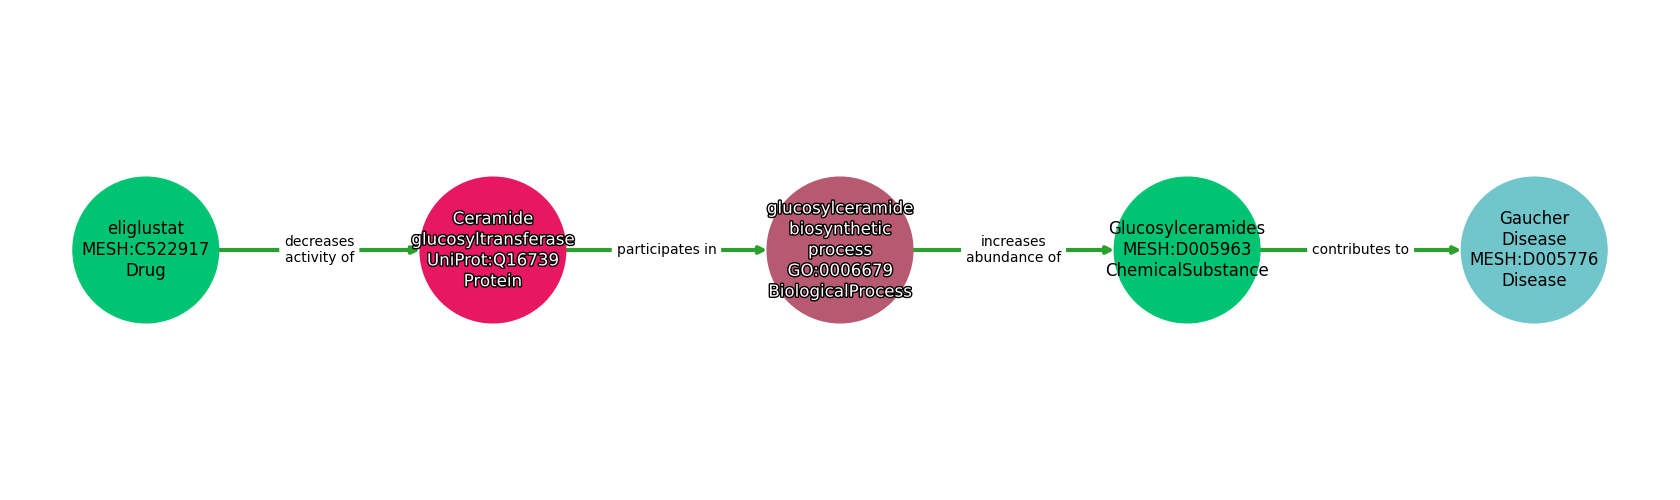 eliglustat
MESH:C522917
Drug
decreases
activity of
Ceramide
glucosyltransferase
UniProt:Q16739
Protein
participates in
glucosylceramide
biosynthetic
process
GO:0006679
BiologicalProcess
increases
abundance of
Glucosylceramides
MESH:D005963
ChemicalSubstance
contributes to
Gaucher
Disease
MESH:D005776
Disease